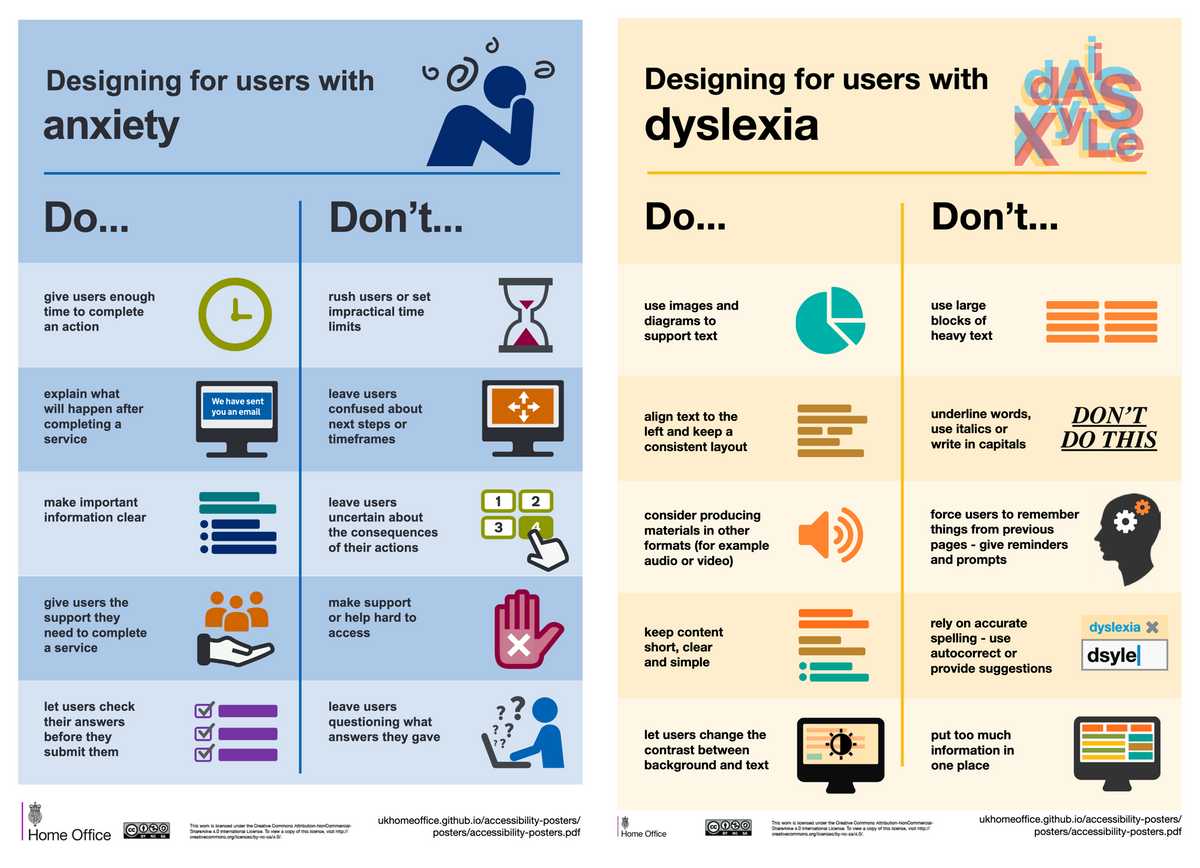 Designing for users with
anxiety
Do...
Don't...
give users enough
time to complete
an action
rush users or set
impractical time
limits
explain what
will happen after
completing a
service
We have sent
you an email
leave users
confused about
next steps or
timeframes
make important
information clear
leave users
uncertain about
the consequences
of their actions
1
2
3
4
give users the
support they
need to complete
a service
make support
or help hard to
access
let users check
their answers
before they
submit them
leave users
questioning what
answers they gave
? ?
? ?
?
Home Office
CC BY NC SA
This work is licensed under the Creative Commons Attribution-NonCommercial-
ShareAlike 4.0 International License. To view a copy of this license, visit http://
creativecommons.org/licenses/by-nc-sa/4.0/.
ukhomeoffice.github.io/accessibility-posters/
posters/accessibility-posters.pdf
Designing for users with
dyslexia
i
dAiS
XyLe
Do...
Don't...
use images and
diagrams to
support text
use large
blocks of
heavy text
align text to the
left and keep a
consistent layout
underline words,
use italics or
write in capitals
DON'T
DO THIS
consider producing
materials in other
formats (for example
audio or video)
force users to remember
things from previous
pages - give reminders
and prompts
keep content
short, clear
and simple
rely on accurate
spelling - use
autocorrect or
provide suggestions
dyslexia
dsyle
let users change the
contrast between
background and text
put too much
information in
one place
Home Office
CC BY NC SA
This work is licensed under the Creative Commons Attribution-NonCommercial-
ShareAlike 4.0 International License. To view a copy of this license, visit http://
creativecommons.org/licenses/by-nc-sa/4.0/.
ukhomeoffice.github.io/accessibility-posters/
posters/accessibility-posters.pdf